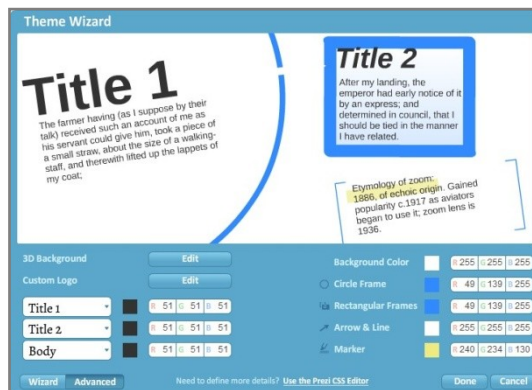 Theme Wizard
Title 1
The farmer having (as I suppose by their
talk) received such an account of me as
his servant could give him, took a piece of
a small straw, about the size of a walking-
staff, and therewith lifted up the lappets of
my coat;
Title 2
After my landing, the
emperor had early notice of it
by an express; and
determined in council, that I
should be tied in the manner
I have related.
Etymology of zoom:
1886, of echoic origin. Gained
popularity c.1917 as aviators
began to use it; zoom lens is
1936.
3D Background Edit
Custom Logo Edit
Title 1 R 51 G 51 B 51
Title 2 R 51 G 51 B 51
Body R 51 G 51 B 51
Background Color R 255 G 255 B 255
Circle Frame R 49 G 139 B 255
Rectangular Frames R 49 G 139 B 255
Arrow & Line R 255 G 255 B 255
Marker R 240 G 234 B 130
Wizard Advanced Need to define more details? Use the Prezi CSS Editor Done Cancel